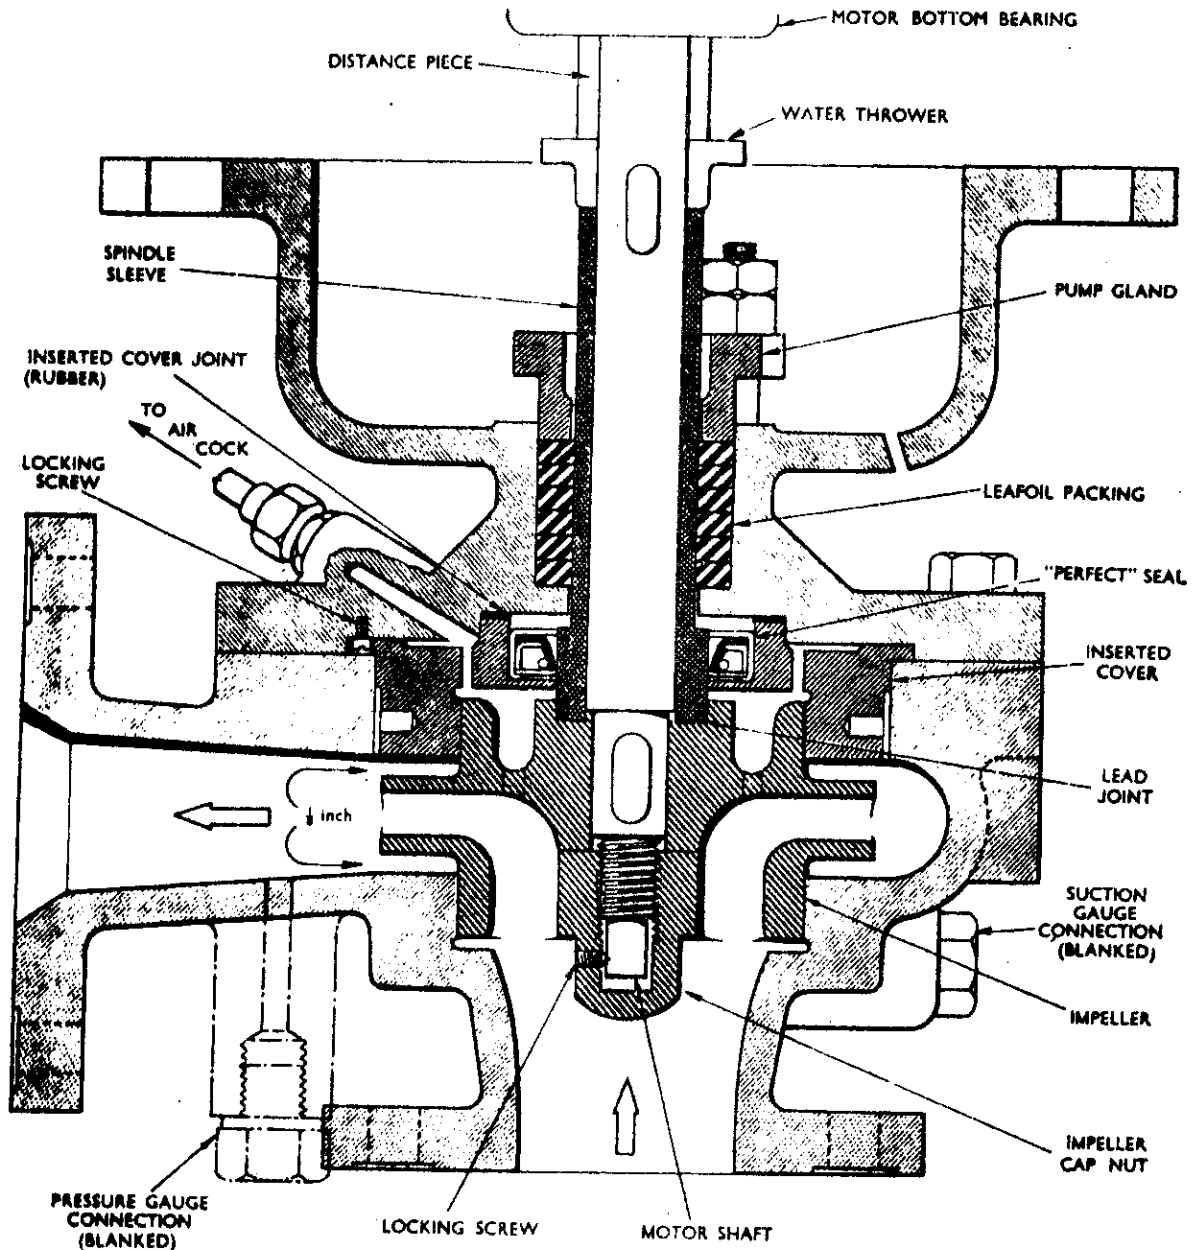 MOTOR BOTTOM BEARING
DISTANCE PIECE
WATER THROWER
SPINDLE
SLEEVE
PUMP GLAND
INSERTED COVER JOINT
(RUBBER)
TO
AIR
COCK
LOCKING
SCREW
LEAFOIL PACKING
"PERFECT" SEAL
INSERTED
COVER
LEAD
JOINT
inch
SUCTION
GAUGE
CONNECTION
(BLANKED)
IMPELLER
IMPELLER
CAP NUT
PRESSURE GAUGE
CONNECTION
(BLANKED)
LOCKING SCREW
MOTOR SHAFT